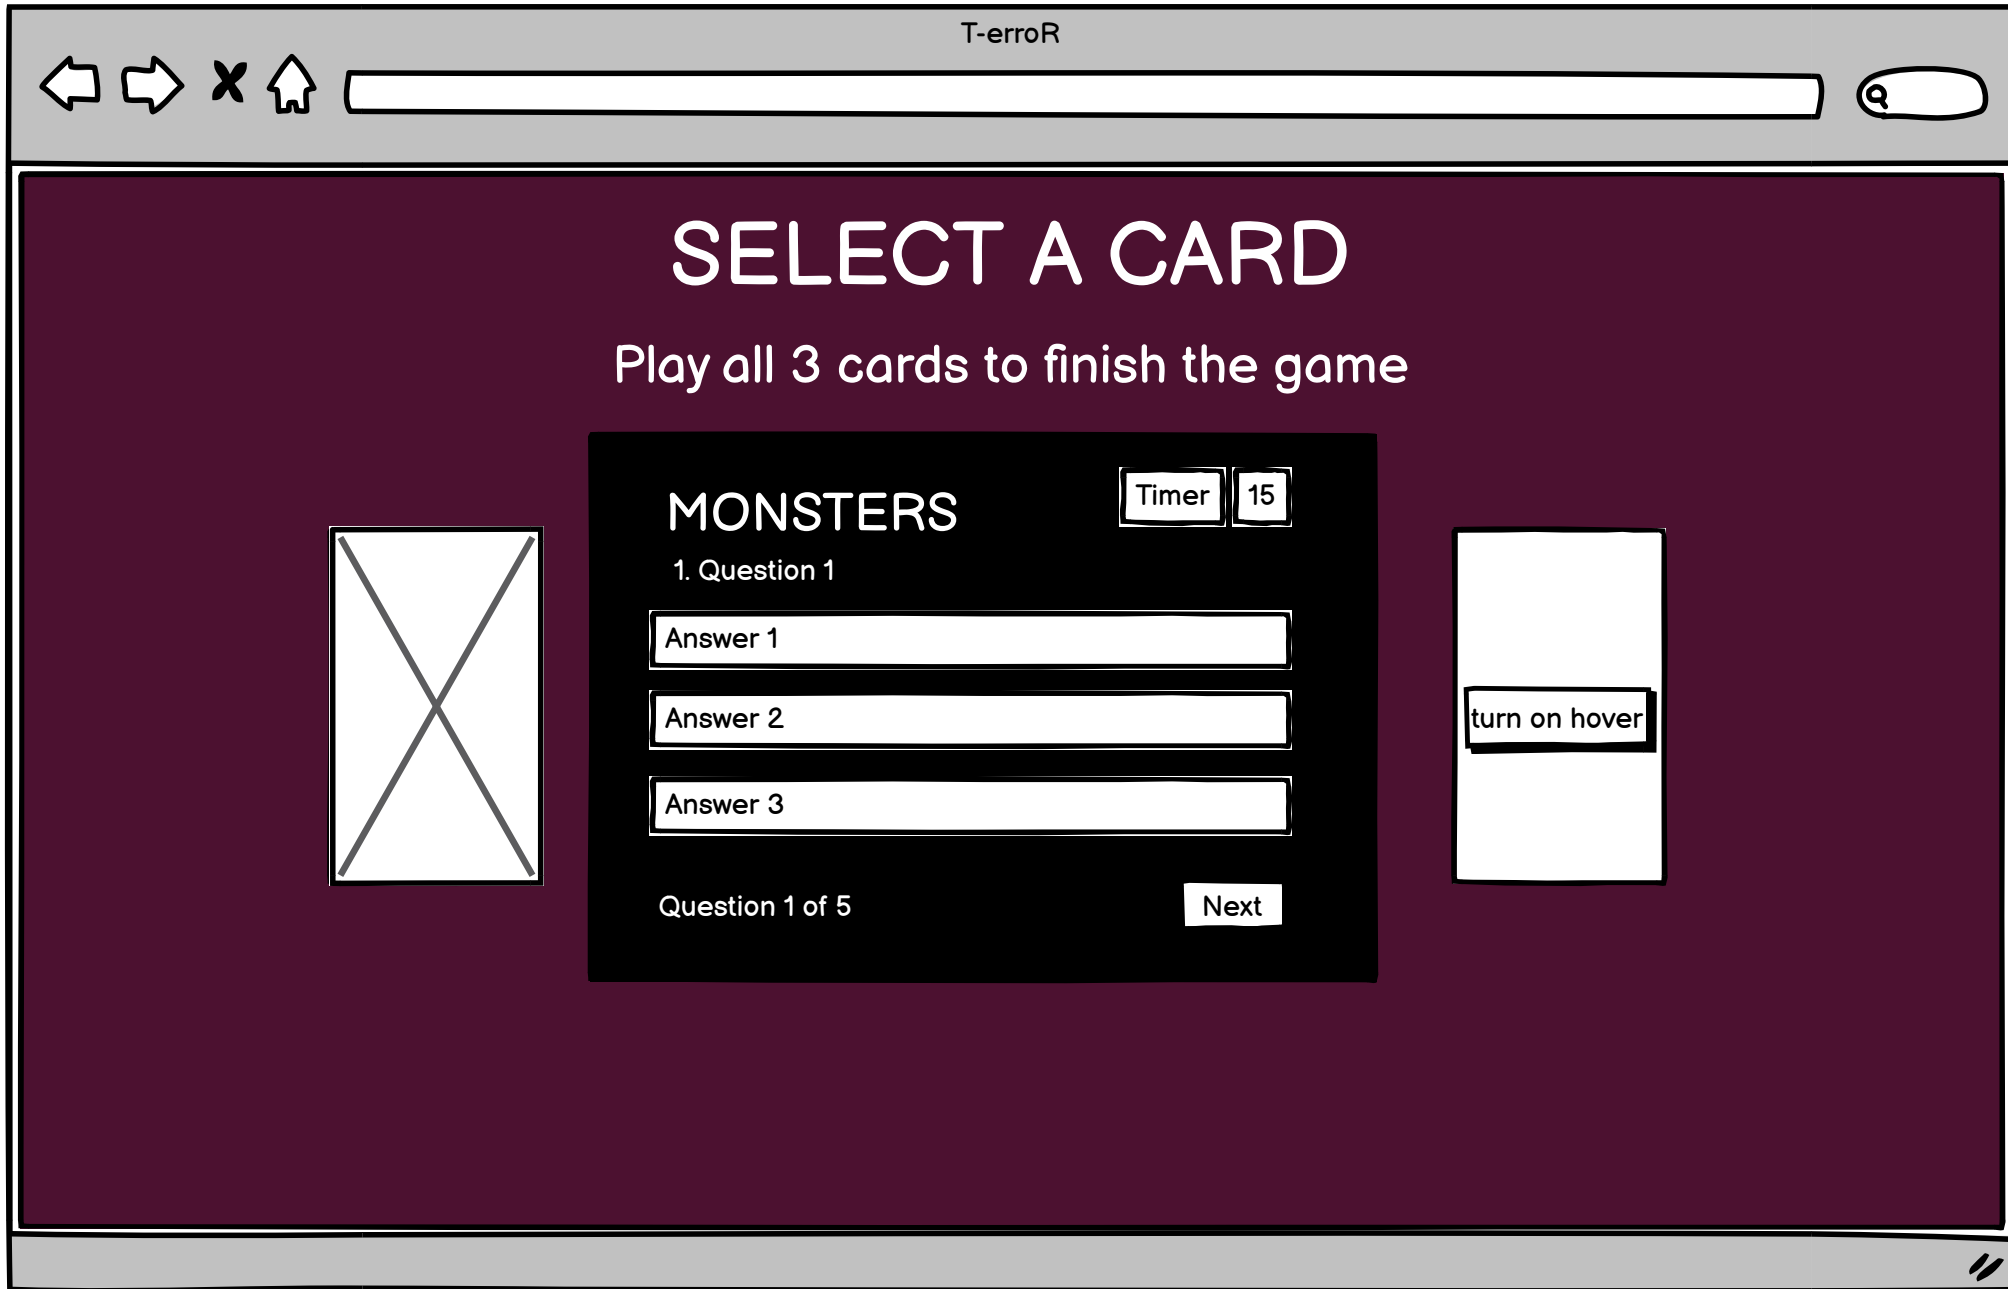 T-erroR
SELECT A CARD
Play all 3 cards to finish the game
MONSTERS
Timer
15
1. Question 1
Answer 1
Answer 2
Answer 3
Question 1 of 5
Next
turn on hover